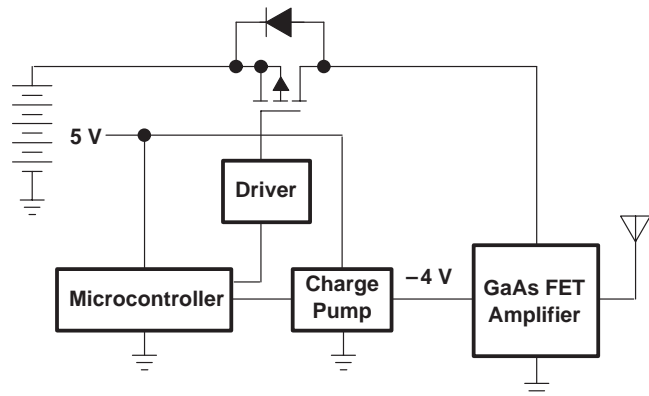 5 V
Driver
Microcontroller
Charge
Pump
–4 V
GaAs FET
Amplifier